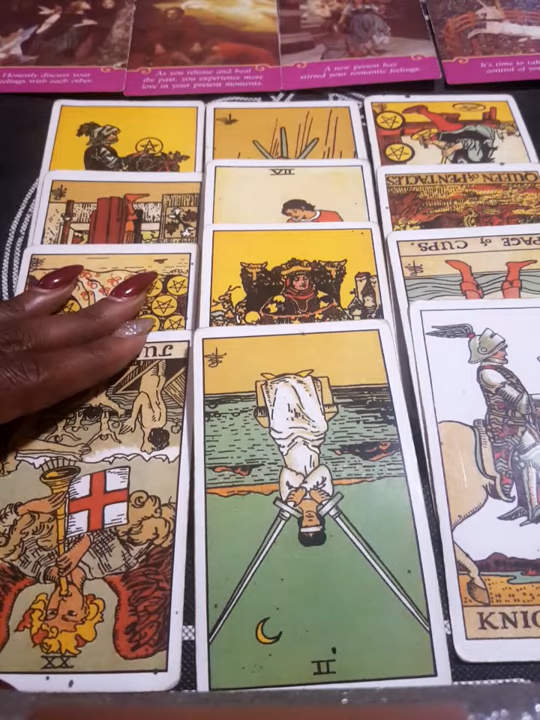 Honestly discuss your
feelings with each other.
As you release and heal
the past, you experience more
love in your present moments.
A new person has
stirred your romantic feelings.
It's time to
control of
VII
QUEEN of PENTACLES
PAGE of CUPS.
JU
XX
II
KNIG